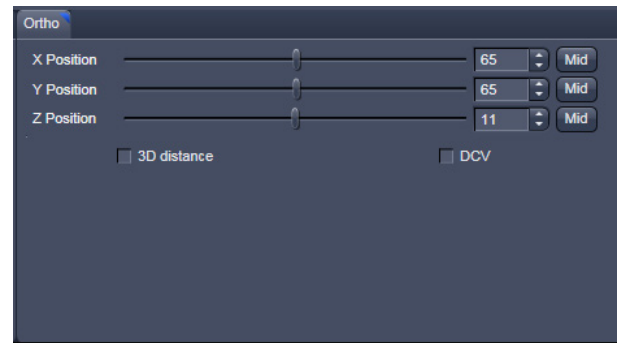 Ortho
X Position 65 Mid
Y Position 65 Mid
Z Position 11 Mid
3D distance DCV